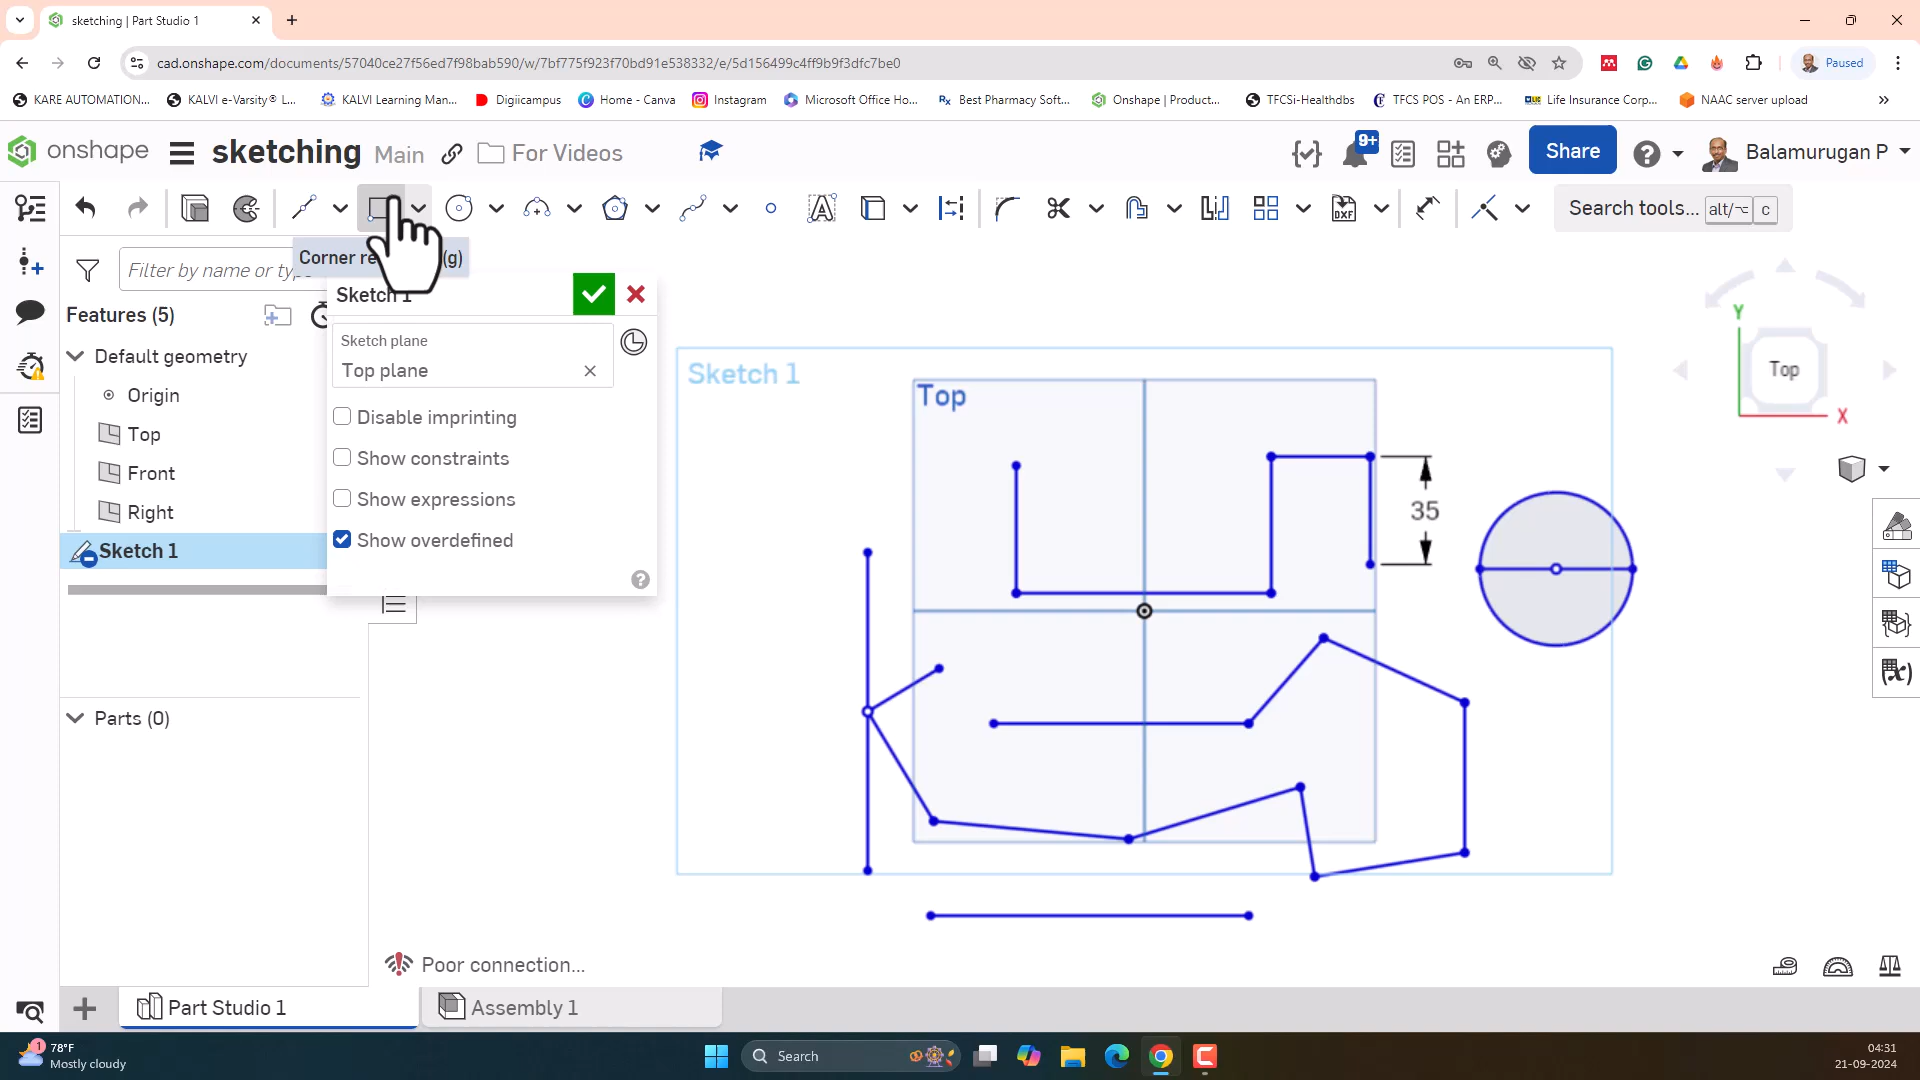 sketching | Part Studio 1
cad.onshape.com/documents/57040ce27f56ed7f98bab590/w/7bf775f923f70bd91e538332/e/5d156499c4ff9b9f3dfc7be0
Paused
KARE AUTOMATION...
KALVI e-Varsity® L...
KALVI Learning Man...
Digiicampus
Home - Canva
Instagram
Microsoft Office Ho...
Rx Best Pharmacy Soft...
Onshape | Product...
TFCSi-Healthdbs
TFCS POS - An ERP...
Life Insurance Corp...
NAAC server upload
onshape
sketching Main
For Videos
9+
Share
Balamurugan P
DXF
Search tools... alt/⌥ c
Corner re (g)
Filter by name or ty
Sketch 1
Features (5)
Sketch plane
Top plane
Default geometry
Origin
Top
Front
Right
Sketch 1
Disable imprinting
Show constraints
Show expressions
Show overdefined
Parts (0)
Sketch 1
Top
35
Y
Top
X
(x)
Poor connection...
Part Studio 1
Assembly 1
1
78°F
Mostly cloudy
Search
04:31
21-09-2024